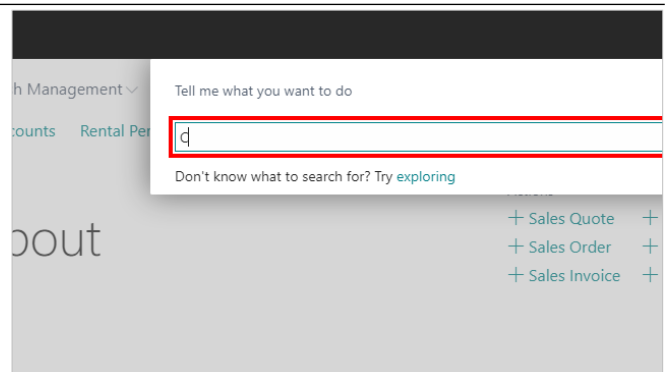 h Management
Tell me what you want to do
counts Rental Per
c
Don't know what to search for? Try exploring
+ Sales Quote +
bout
+ Sales Order +
+ Sales Invoice +